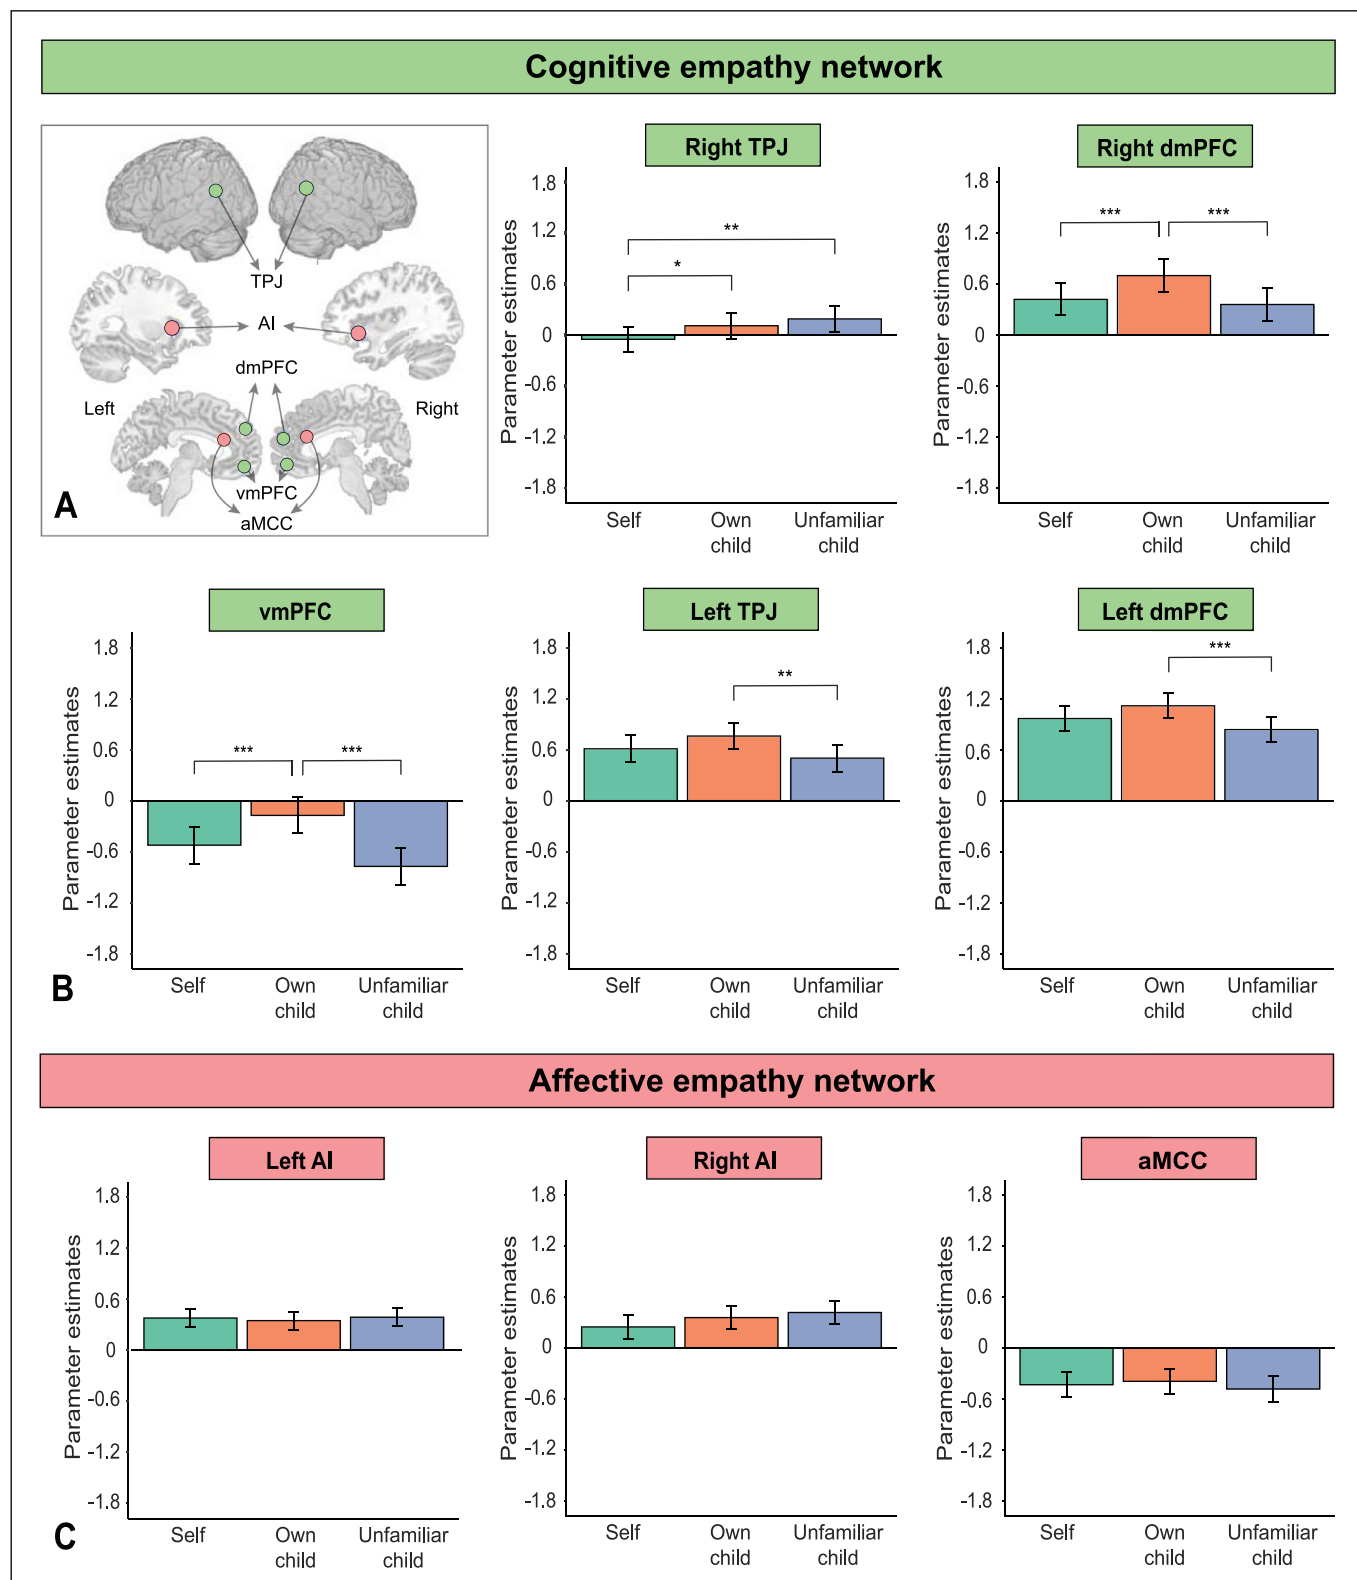 Cognitive empathy network
TPJ
AI
dmPFC
Left
Right
vmPFC
aMCC
A
Right TPJ
Parameter estimates
1.8
1.2
0.6
0
-0.6
-1.2
-1.8
**
*
Self
Own child
Unfamiliar child
Right dmPFC
Parameter estimates
1.8
1.2
0.6
0
-0.6
-1.2
-1.8
***
***
Self
Own child
Unfamiliar child
vmPFC
Parameter estimates
1.8
1.2
0.6
0
-0.6
-1.2
-1.8
***
***
Self
Own child
Unfamiliar child
B
Left TPJ
Parameter estimates
1.8
1.2
0.6
0
-0.6
-1.2
-1.8
**
Self
Own child
Unfamiliar child
Left dmPFC
Parameter estimates
1.8
1.2
0.6
0
-0.6
-1.2
-1.8
***
Self
Own child
Unfamiliar child
Affective empathy network
Left AI
Parameter estimates
1.8
1.2
0.6
0
-0.6
-1.2
-1.8
Self
Own child
Unfamiliar child
C
Right AI
Parameter estimates
1.8
1.2
0.6
0
-0.6
-1.2
-1.8
Self
Own child
Unfamiliar child
aMCC
Parameter estimates
1.8
1.2
0.6
0
-0.6
-1.2
-1.8
Self
Own child
Unfamiliar child